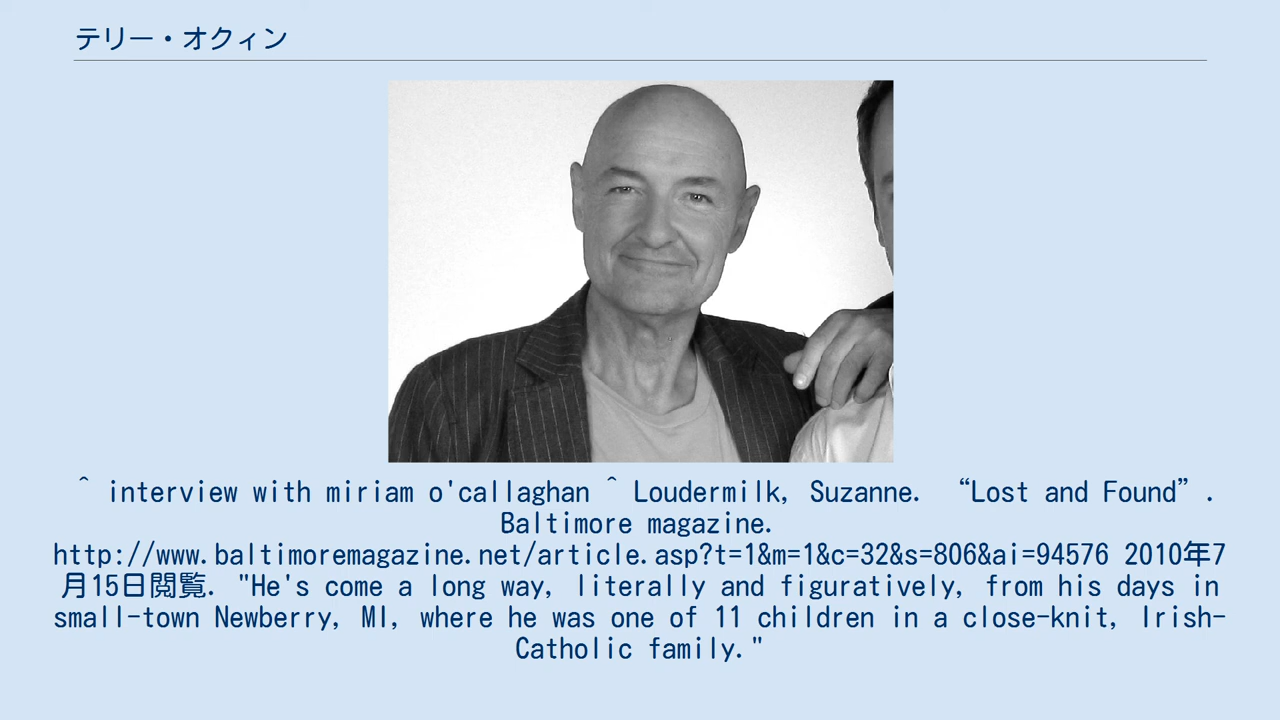 テリー・オクィン
^ interview with miriam o'callaghan ^ Loudermilk, Suzanne. “Lost and Found”.
Baltimore magazine.
http://www.baltimoremagazine.net/article.asp?t=1&m=1&c=32&s=806&ai=94576 2010年7
月15日閲覧. "He's come a long way, literally and figuratively, from his days in
small-town Newberry, MI, where he was one of 11 children in a close-knit, Irish-
Catholic family."